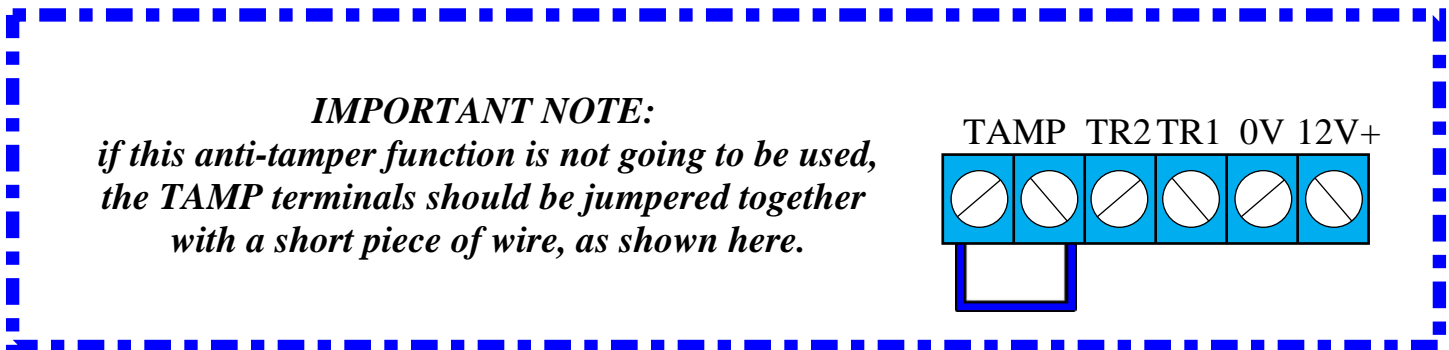 IMPORTANT NOTE:
if this anti-tamper function is not going to be used,
the TAMP terminals should be jumpered together
with a short piece of wire, as shown here.
TAMP TR2 TR1 0V 12V+